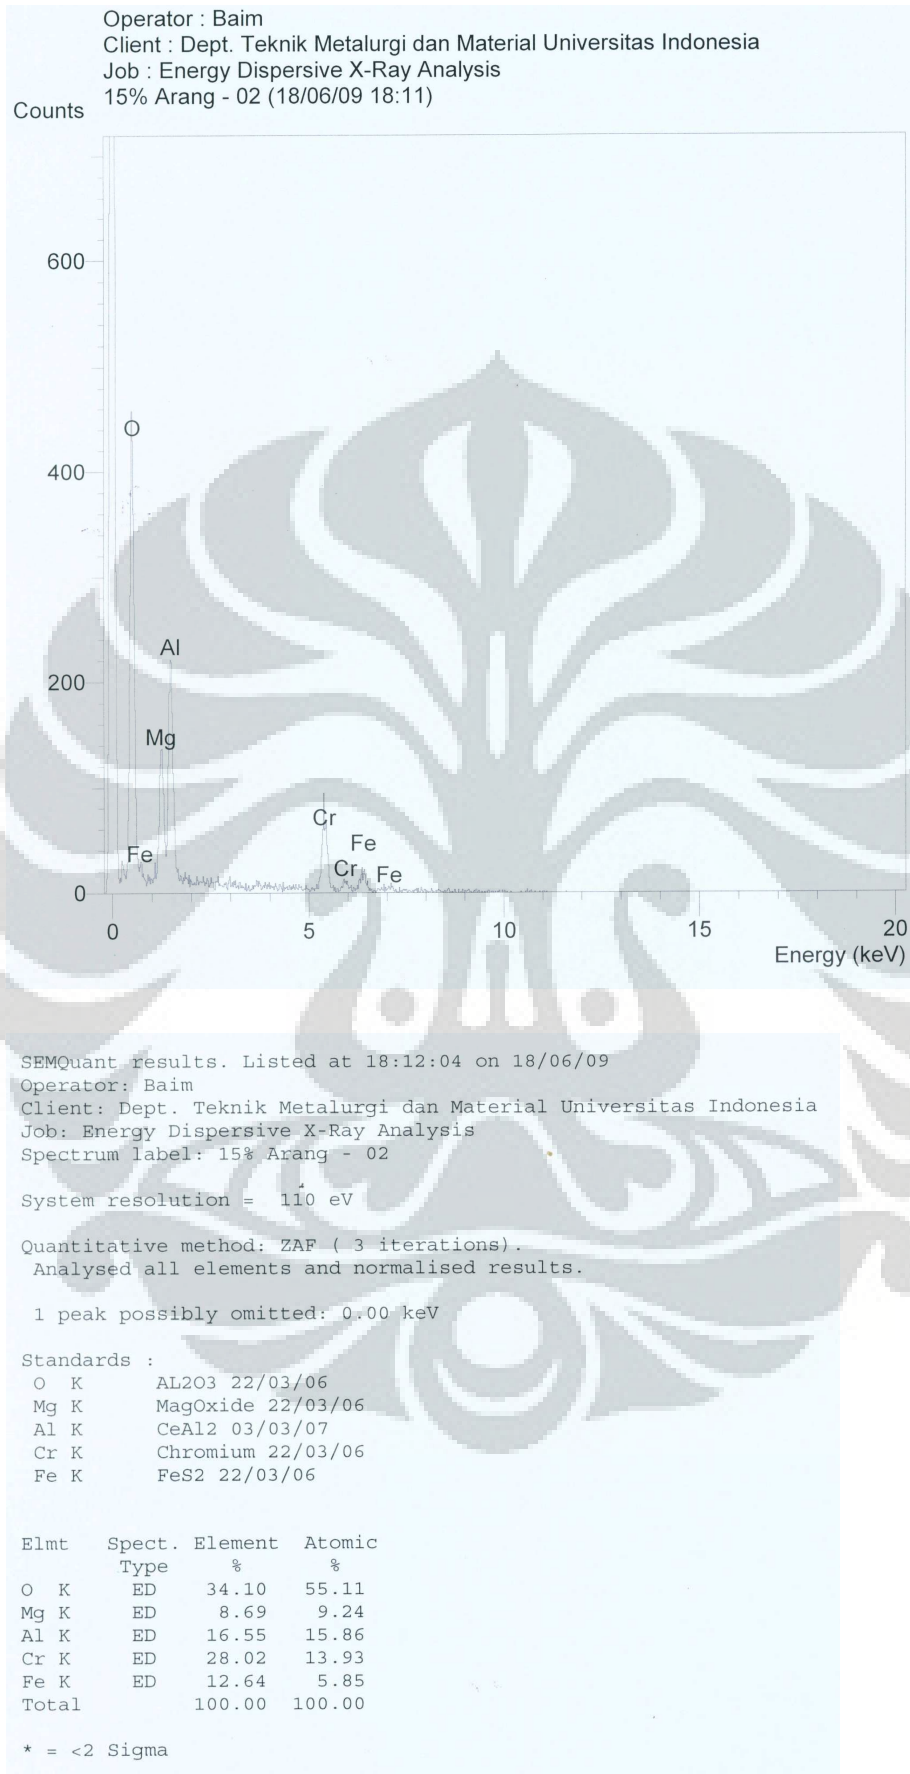 Operator : Baim
Client : Dept. Teknik Metalurgi dan Material Universitas Indonesia
Job : Energy Dispersive X-Ray Analysis
15% Arang - 02 (18/06/09 18:11)
Counts
600
O
400
Al
200
Mg
Cr
Fe
Fe
Cr
Fe
0
0 5 10 15 20
Energy (keV)
SEMQuant results. Listed at 18:12:04 on 18/06/09
Operator: Baim
Client: Dept. Teknik Metalurgi dan Material Universitas Indonesia
Job: Energy Dispersive X-Ray Analysis
Spectrum label: 15% Arang - 02
System resolution = 110 eV
Quantitative method: ZAF ( 3 iterations).
Analysed all elements and normalised results.
1 peak possibly omitted: 0.00 keV
Standards :
O K AL2O3 22/03/06
Mg K MagOxide 22/03/06
Al K CeAl2 03/03/07
Cr K Chromium 22/03/06
Fe K FeS2 22/03/06
Elmt Spect. Element Atomic
Type % %
O K ED 34.10 55.11
Mg K ED 8.69 9.24
Al K ED 16.55 15.86
Cr K ED 28.02 13.93
Fe K ED 12.64 5.85
Total 100.00 100.00
* = <2 Sigma